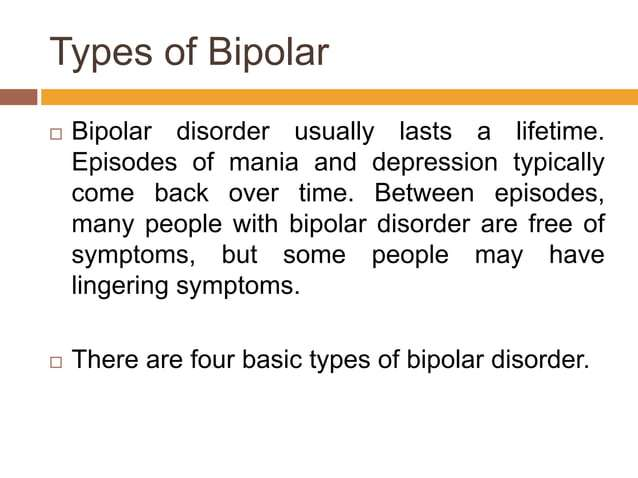 Types of Bipolar
Bipolar disorder usually lasts a lifetime.
Episodes of mania and depression typically
come back over time. Between episodes,
many people with bipolar disorder are free of
symptoms, but some people may have
lingering symptoms.
There are four basic types of bipolar disorder.